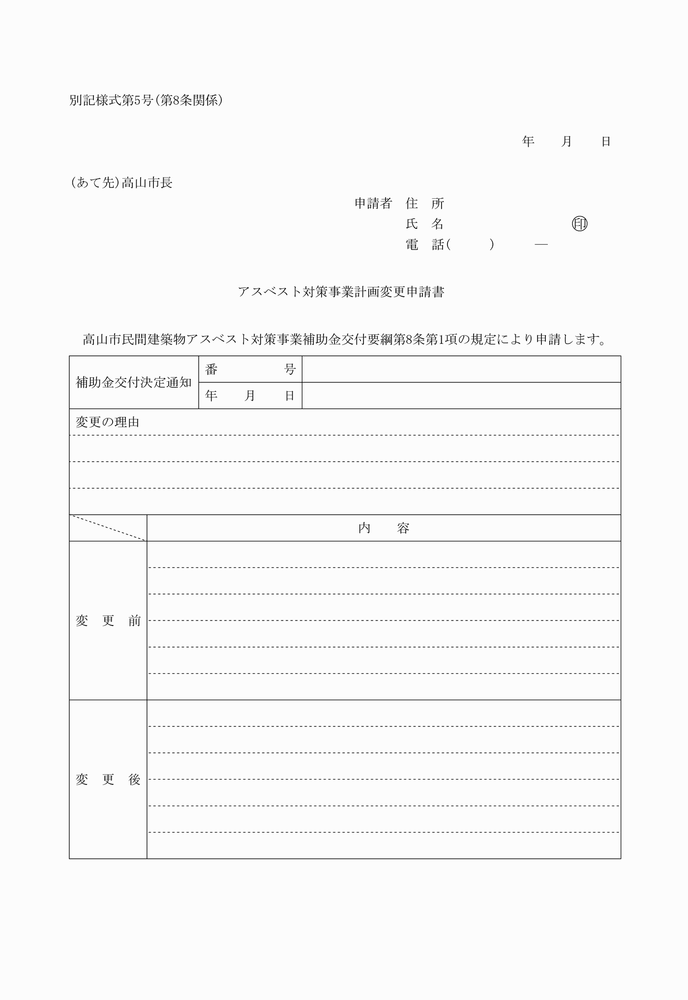 別記様式第5号(第8条関係)
年　　月　　日
(あて先)高山市長
申請者　住　所
氏　名　　　　　　　　　　㊞
電　話(　　　)　　　―
アスベスト対策事業計画変更申請書
高山市民間建築物アスベスト対策事業補助金交付要綱第8条第1項の規定により申請します。
補助金交付決定通知
番　　　　　号
年　　月　　日
変更の理由
内　　容
変　更　前
変　更　後